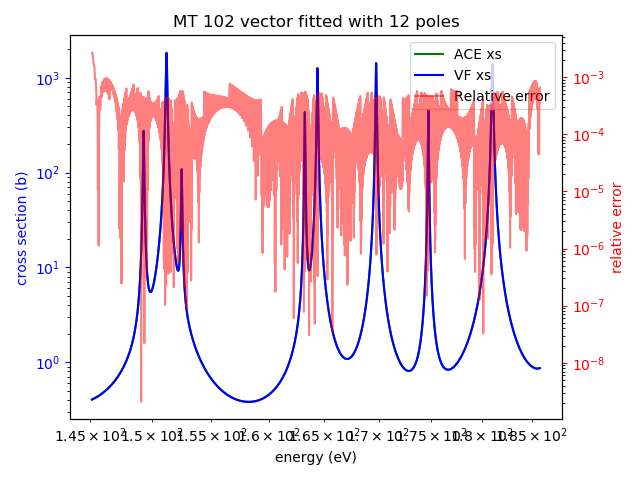 MT 102 vector fitted with 12 poles
ACE xs
VF xs
Relative error
cross section (b)
10³
10²
10¹
10⁰
relative error
10⁻³
10⁻⁴
10⁻⁵
10⁻⁶
10⁻⁷
10⁻⁸
1.45 × 10² 1.5 × 10² 1.55 × 10² 1.6 × 10² 1.65 × 10² 1.7 × 10² 1.75 × 10² 1.8 × 10² 1.85 × 10²
energy (eV)